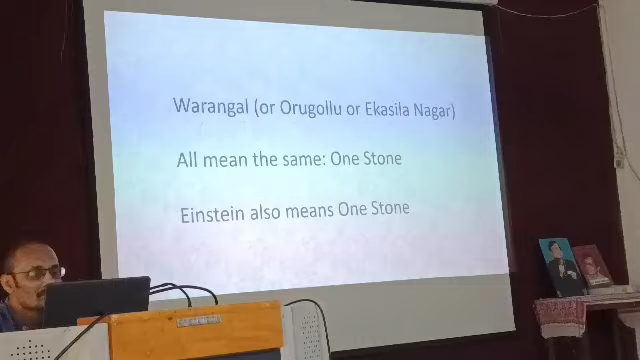 Warangal (or Orugollu or Ekasila Nagar)
All mean the same: One Stone
Einstein also means One Stone